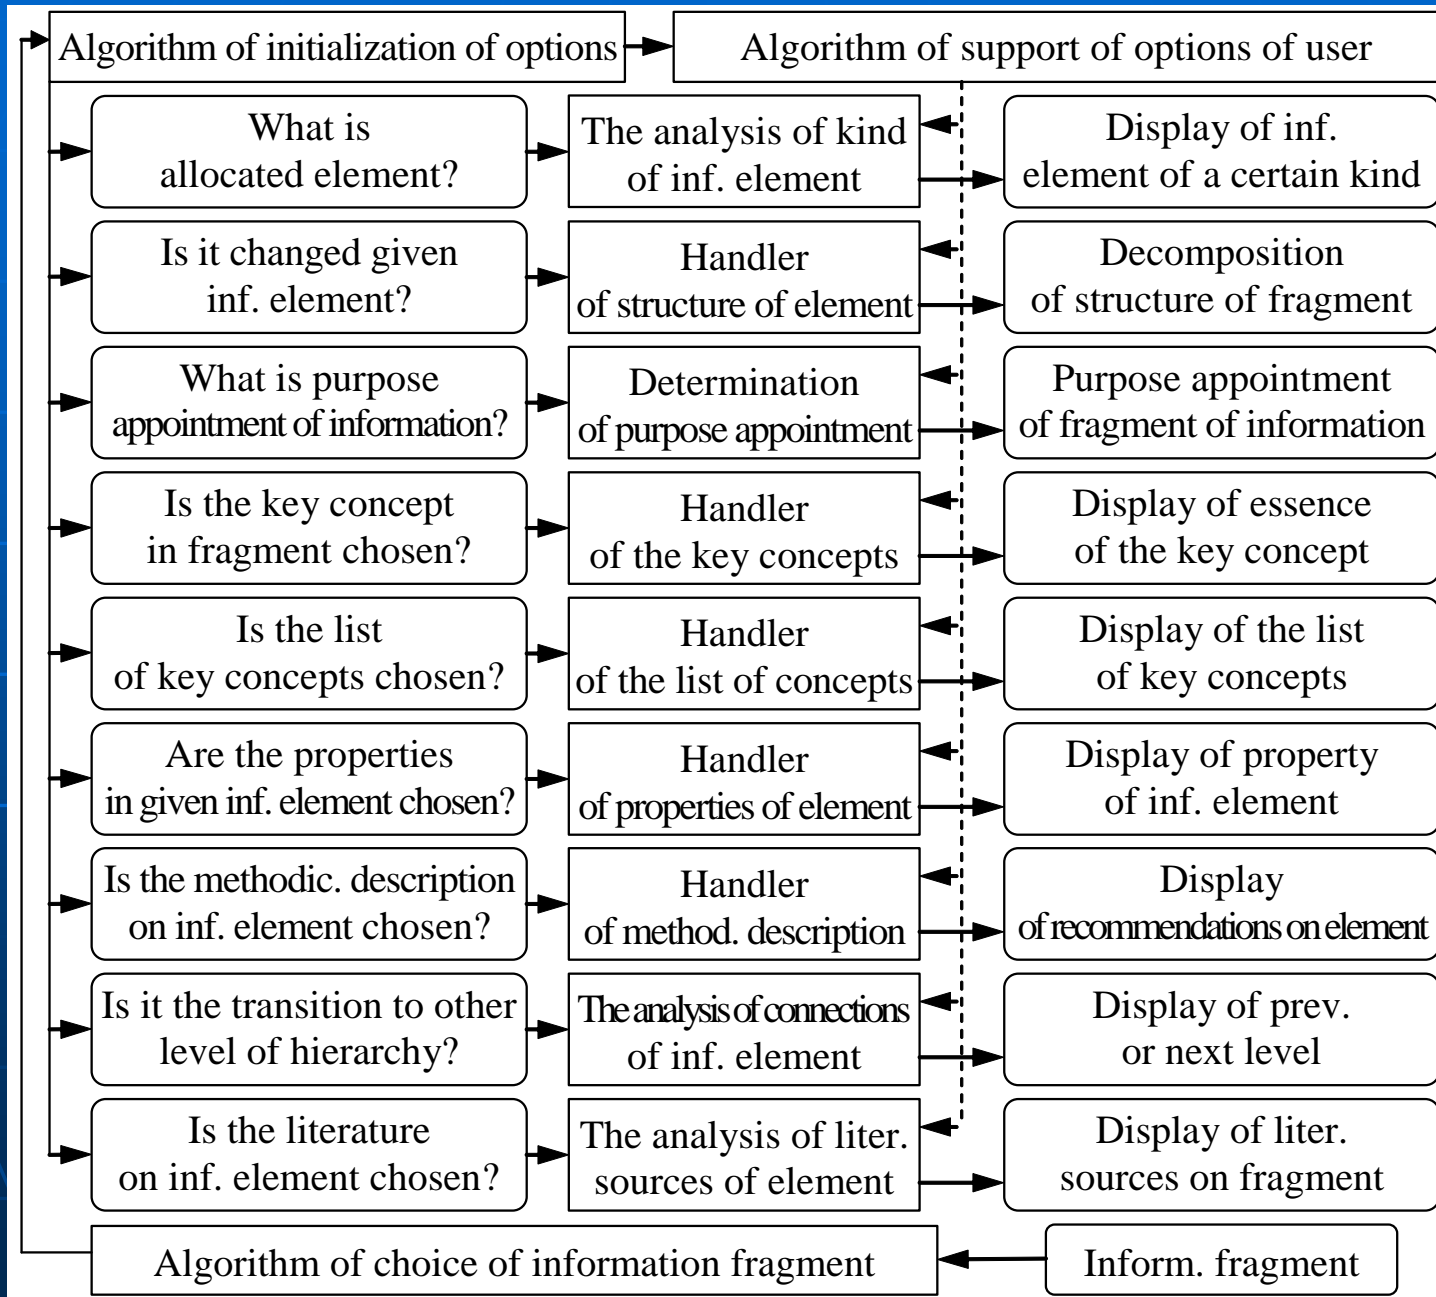 Algorithm of initialization of options
Algorithm of support of options of user
What is
allocated element?
The analysis of kind
of inf. element
Display of inf.
element of a certain kind
Is it changed given
inf. element?
Handler
of structure of element
Decomposition
of structure of fragment
What is purpose
appointment of information?
Determination
of purpose appointment
Purpose appointment
of fragment of information
Is the key concept
in fragment chosen?
Handler
of the key concepts
Display of essence
of the key concept
Is the list
of key concepts chosen?
Handler
of the list of concepts
Display of the list
of key concepts
Are the properties
in given inf. element chosen?
Handler
of properties of element
Display of property
of inf. element
Is the methodic. description
on inf. element chosen?
Handler
of method. description
Display
of recommendations on element
Is it the transition to other
level of hierarchy?
The analysis of connections
of inf. element
Display of prev.
or next level
Is the literature
on inf. element chosen?
The analysis of liter.
sources of element
Display of liter.
sources on fragment
Algorithm of choice of information fragment
Inform. fragment